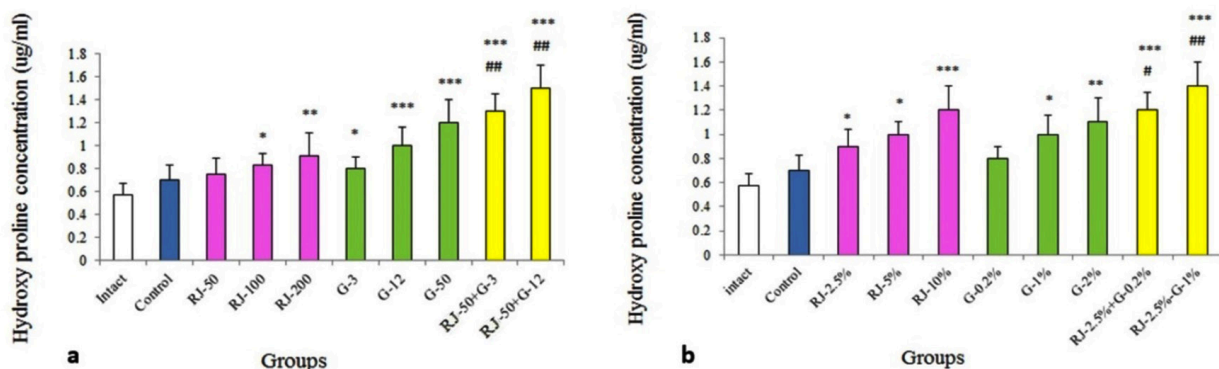 Hydroxy proline concentration (ug/ml)
1.8
1.6
1.4
1.2
1
0.8
0.6
0.4
0.2
0
*
**
*
***
***
***
##
***
##
Intact
Control
RJ-50
RJ-100
RJ-200
G-3
G-12
G-50
RJ-50+G-3
RJ-50+G-12
a
Groups
Hydroxy proline concentration (ug/ml)
1.8
1.6
1.4
1.2
1
0.8
0.6
0.4
0.2
0
*
*
***
*
**
***
#
***
##
intact
Control
RJ-2.5%
RJ-5%
RJ-10%
G-0.2%
G-1%
G-2%
RJ-2.5%+G-0.2%
RJ-2.5%-G-1%
b
Groups